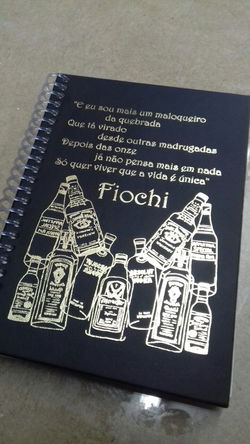 "E eu sou mais um maloqueiro
da quebrada
Que tá virado
desde outras madrugadas
Depois das onze
já não pensa mais em nada
Só quer viver que a vida é única"
Fiochi
ABSOLUT